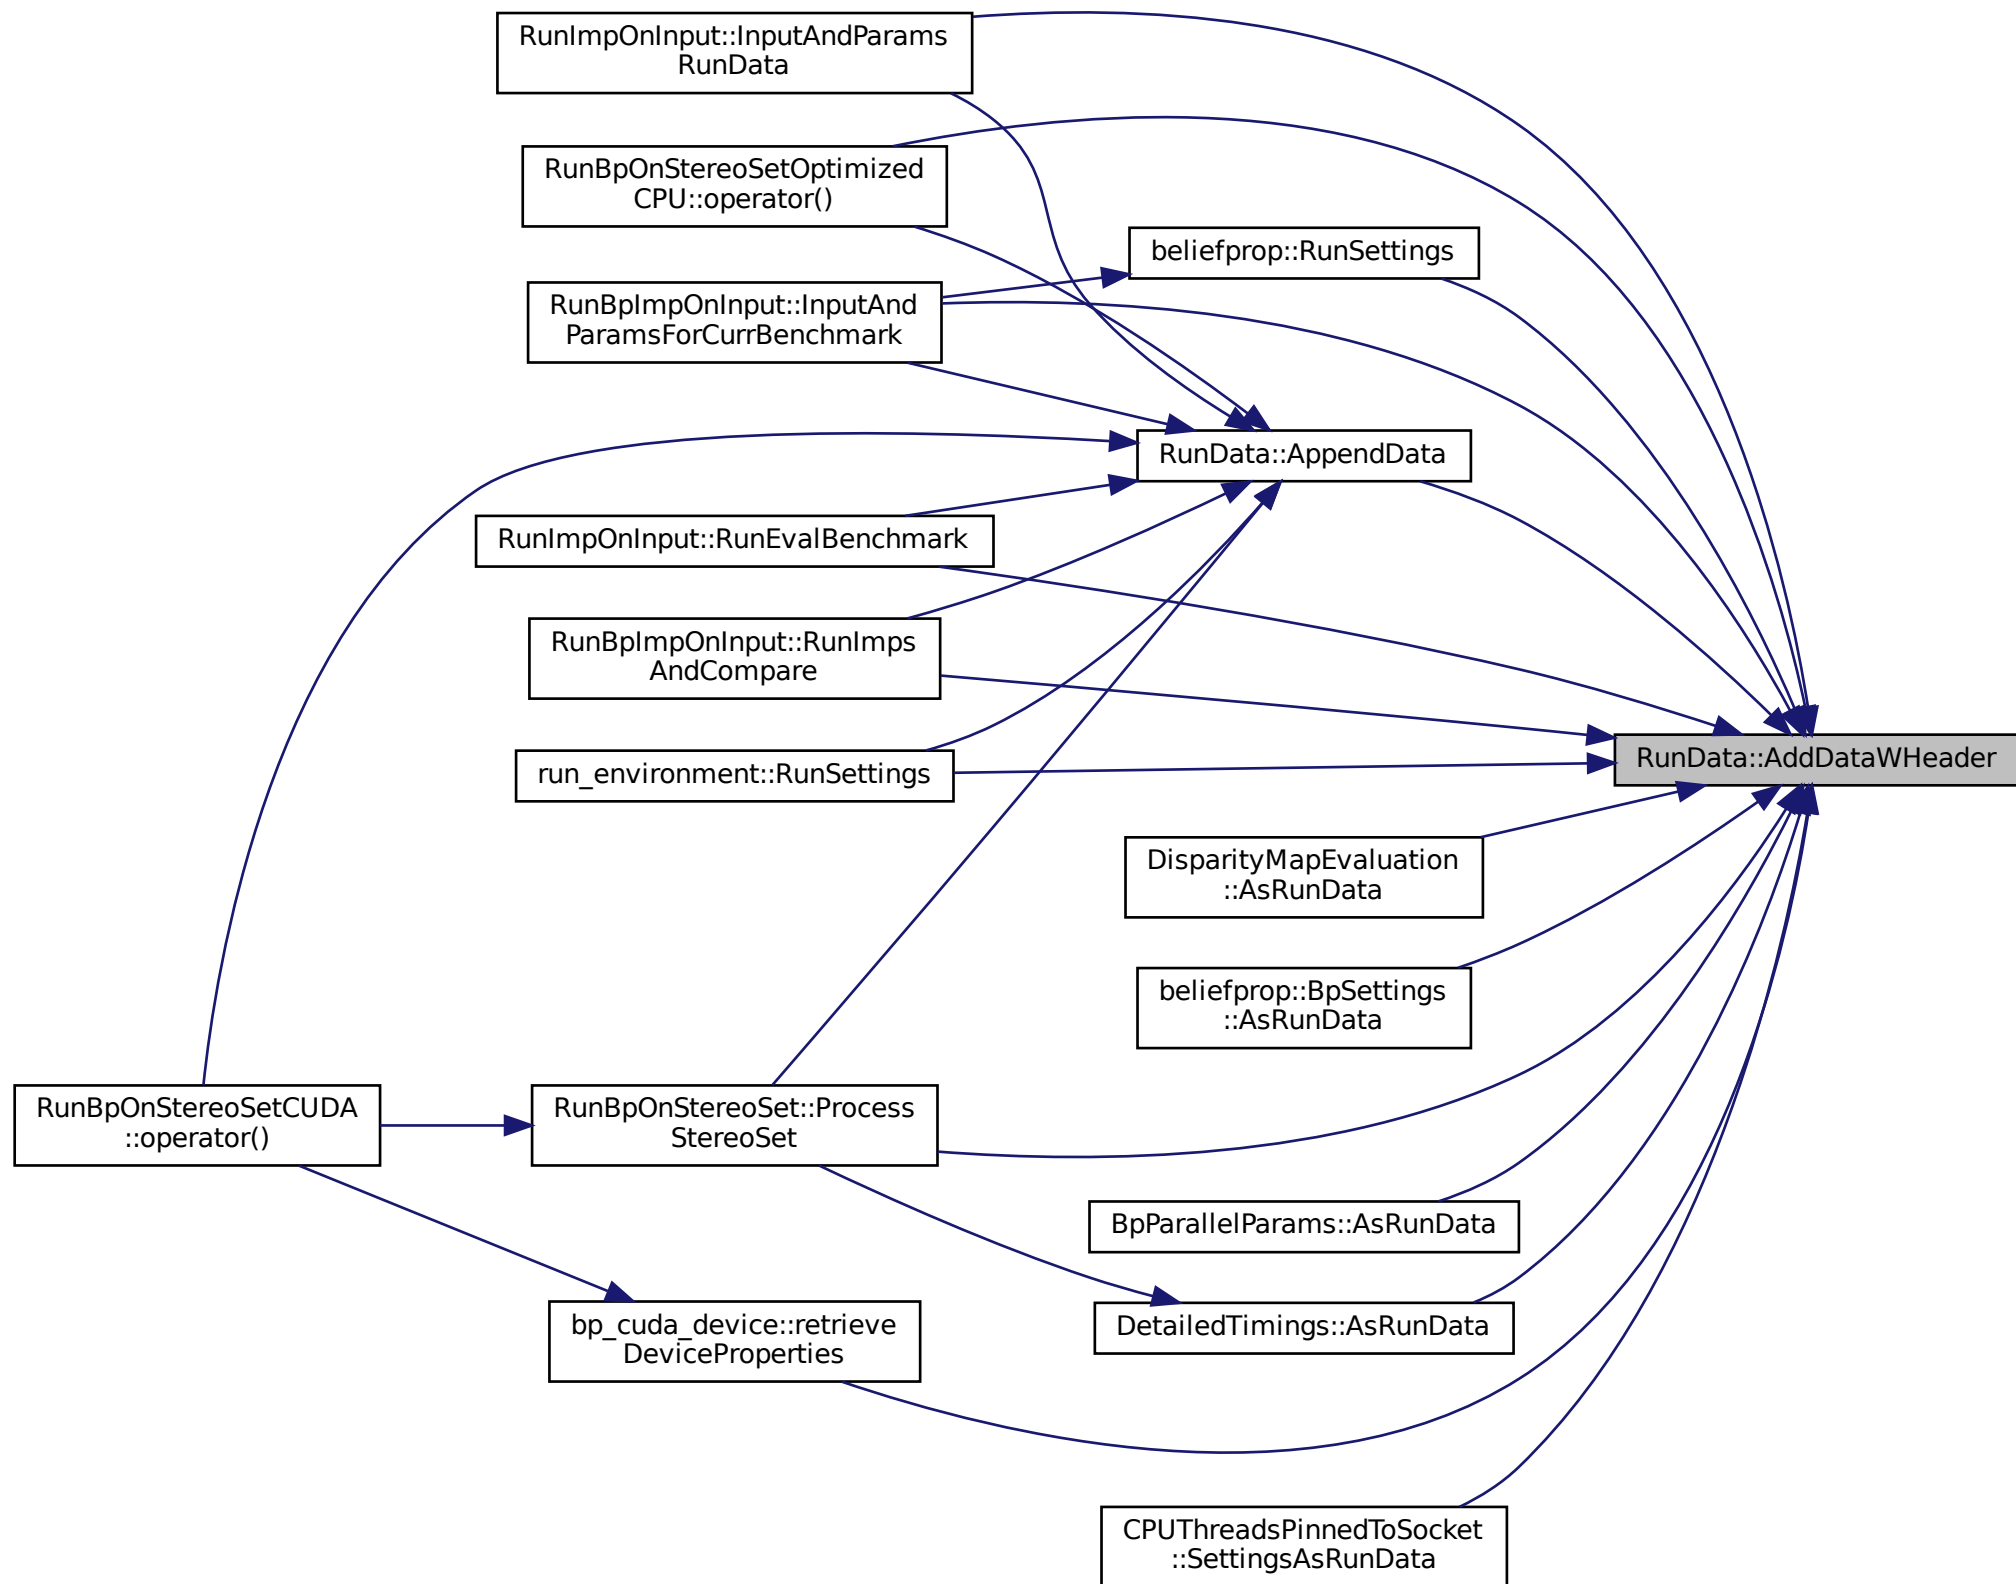 RunImpOnInput::InputAndParams
RunData
RunBpOnStereoSetOptimized
CPU::operator()
beliefprop::RunSettings
RunBpImpOnInput::InputAnd
ParamsForCurrBenchmark
RunData::AppendData
RunImpOnInput::RunEvalBenchmark
RunBpImpOnInput::RunImps
AndCompare
RunData::AddDataWHeader
run_environment::RunSettings
DisparityMapEvaluation
::AsRunData
beliefprop::BpSettings
::AsRunData
RunBpOnStereoSetCUDA
::operator()
RunBpOnStereoSet::Process
StereoSet
BpParallelParams::AsRunData
DetailedTimings::AsRunData
bp_cuda_device::retrieve
DeviceProperties
CPUThreadsPinnedToSocket
::SettingsAsRunData